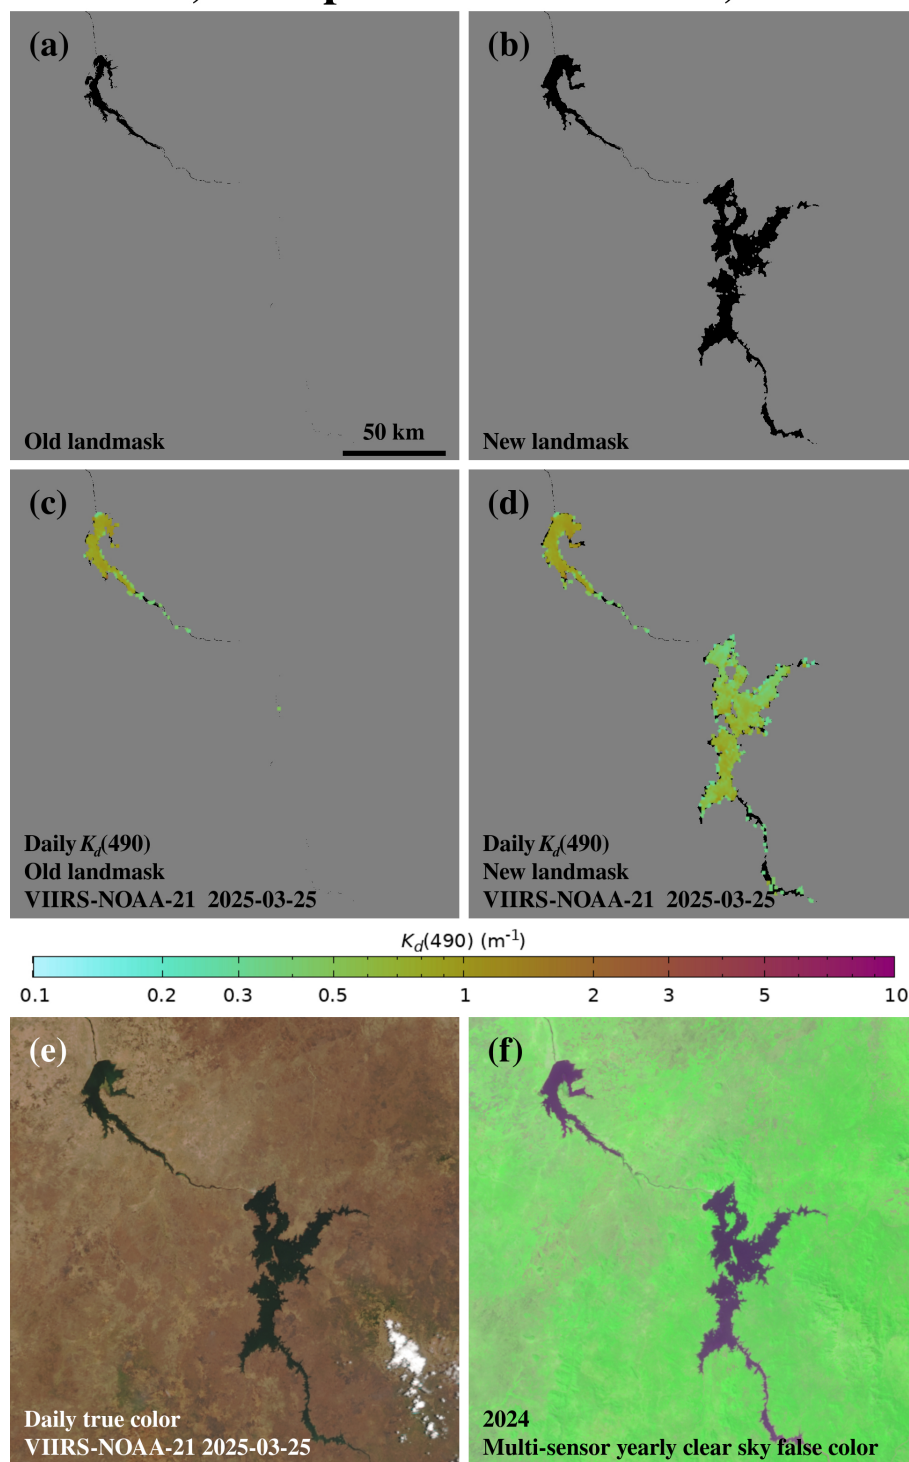 (a)
(b)
Old landmask
50 km
New landmask
(c)
(d)
Daily Kd(490)
Old landmask
VIIRS-NOAA-21 2025-03-25
Daily Kd(490)
New landmask
VIIRS-NOAA-21 2025-03-25
Kd(490) (m-1)
0.1 0.2 0.3 0.5 1 2 3 5 10
(e)
(f)
Daily true color
VIIRS-NOAA-21 2025-03-25
2024
Multi-sensor yearly clear sky false color